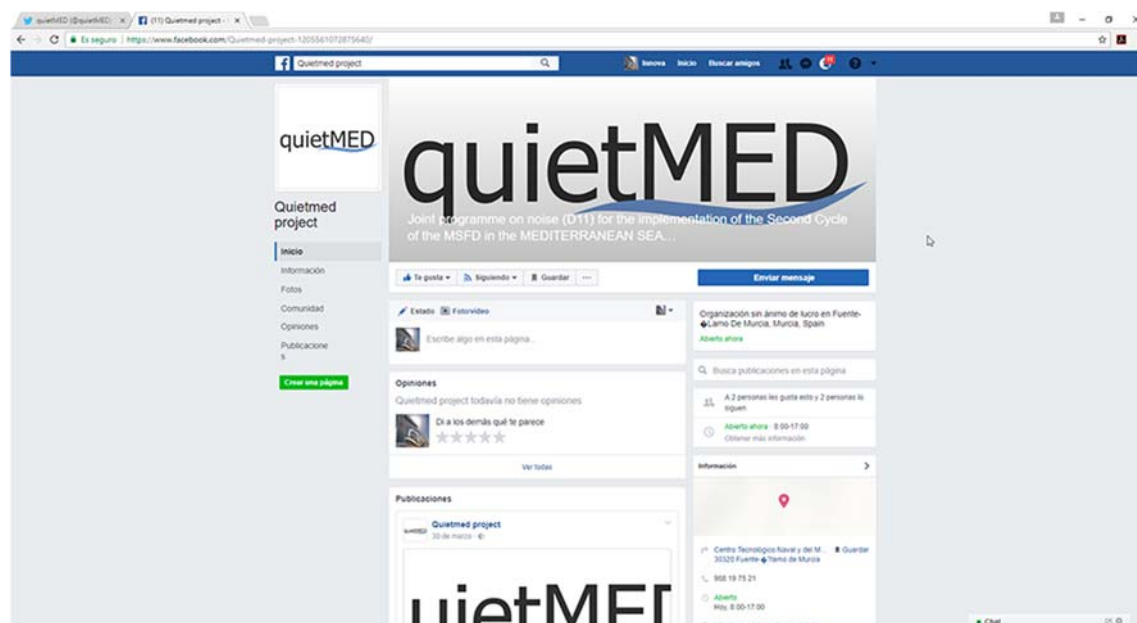 quietMED (@quietMED)
(11) Quietmed project -
Es seguro | https://www.facebook.com/Quietmed-project-1205561072875640/
Quietmed project
Innova Inicio Buscar amigos
quietMED
quietMED
Joint programme on noise (D11) for the implementation of the Second Cycle
of the MSFD in the MEDITERRANEAN SEA...
Quietmed
project
Inicio
Información
Fotos
Comunidad
Opiniones
Publicacione
s
Crear una página
Te gusta Siguiendo Guardar ...
Enviar mensaje
Estado Foto/vídeo
Escribe algo en esta página...
Opiniones
Quietmed project todavía no tiene opiniones
Di a los demás qué te parece
Ver todas
Publicaciones
Quietmed project
30 de marzo
uietMED
Organización sin ánimo de lucro en Fuente-
�Lamo De Murcia, Murcia, Spain
Abierto ahora
Busca publicaciones en esta página
A 2 personas les gusta esto y 2 personas lo
siguen
Abierto ahora · 8:00-17:00
Obtener más información
Información
Centro Tecnológico Naval y del M... Guardar
30320 Fuente-�?lamo de Murcia
968 19 75 21
Abierto
Hoy, 8:00-17:00
Chat